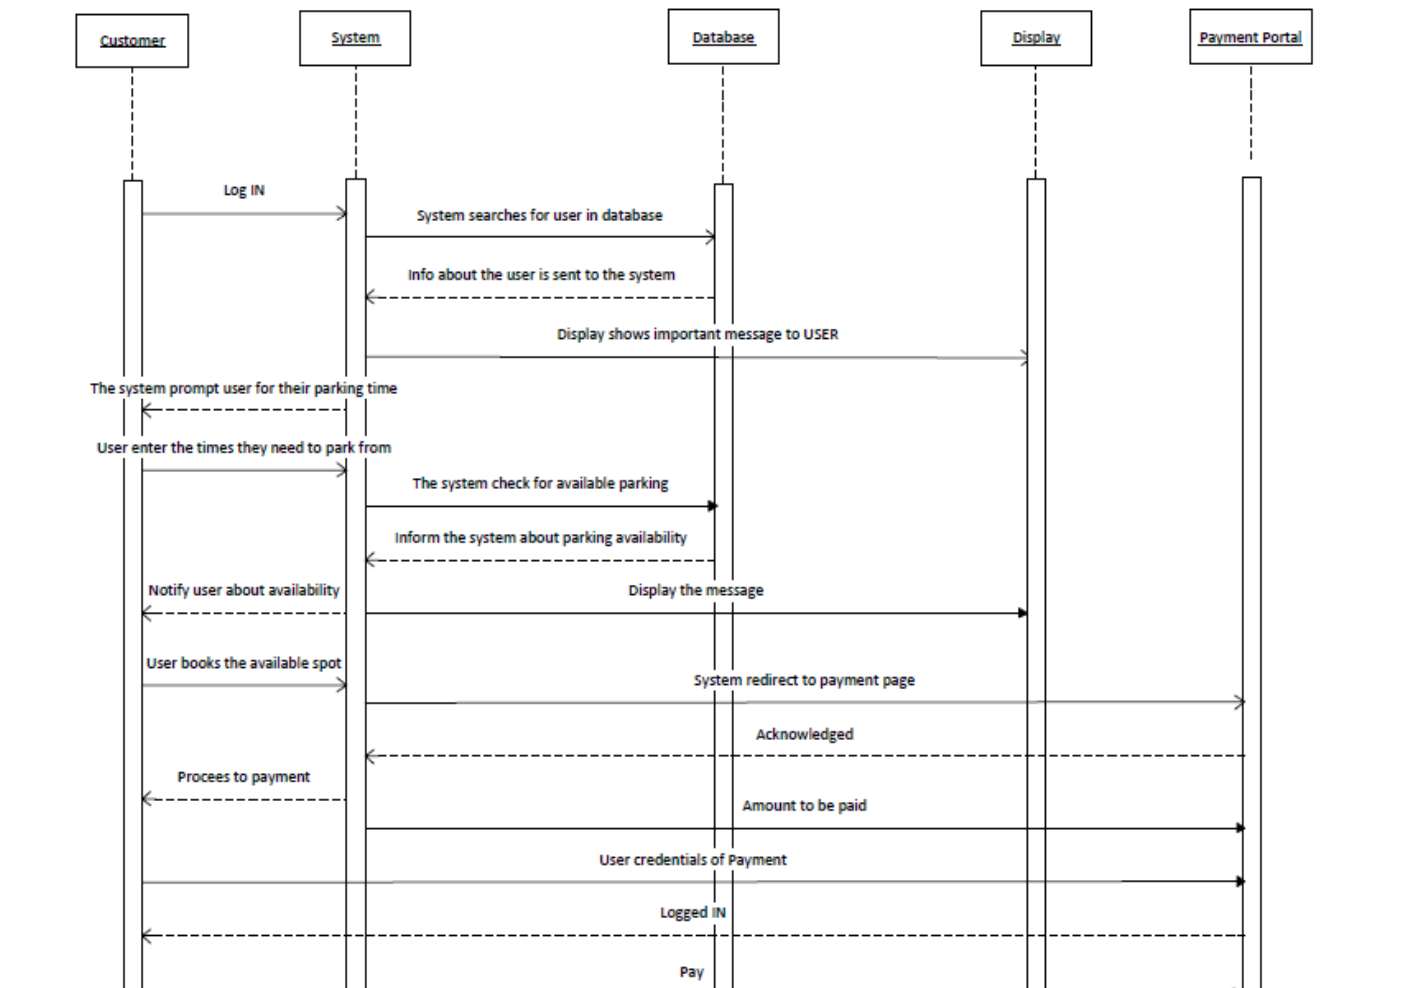 Customer
System
Database
Display
Payment Portal
Log IN
System searches for user in database
Info about the user is sent to the system
Display shows important message to USER
The system prompt user for their parking time
User enter the times they need to park from
The system check for available parking
Inform the system about parking availability
Notify user about availability
Display the message
User books the available spot
System redirect to payment page
Acknowledged
Procees to payment
Amount to be paid
User credentials of Payment
Logged IN
Pay